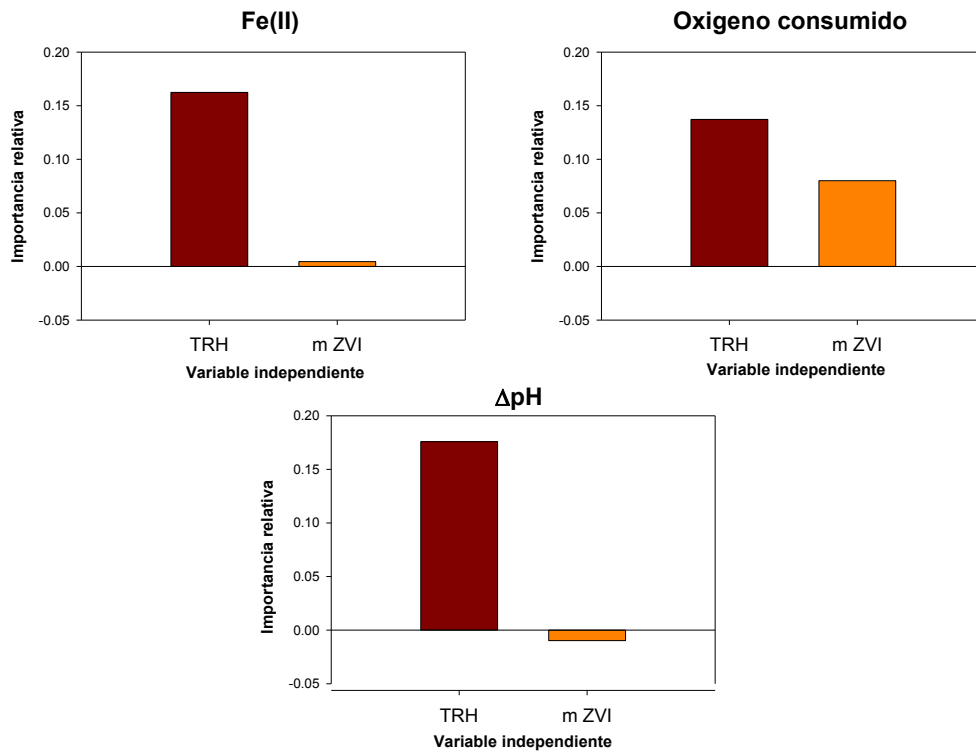 Fe(II)
Importancia relativa
0.20
0.15
0.10
0.05
0.00
-0.05
TRH m ZVI
Variable independiente
Oxigeno consumido
Importancia relativa
0.20
0.15
0.10
0.05
0.00
-0.05
TRH m ZVI
Variable independiente
ΔpH
Importancia relativa
0.20
0.15
0.10
0.05
0.00
-0.05
TRH m ZVI
Variable independiente